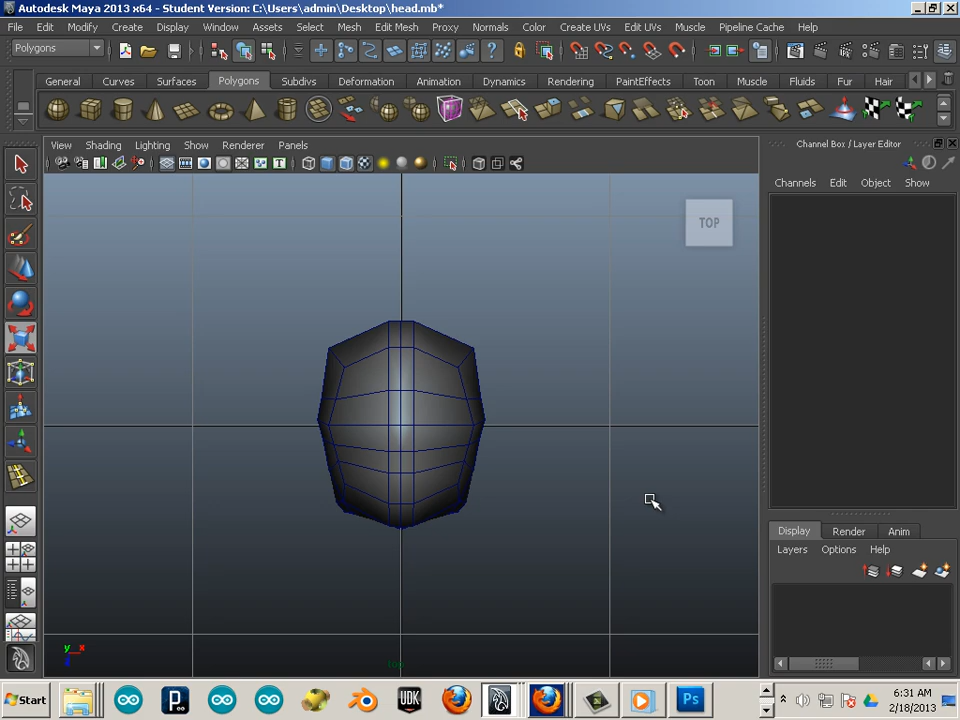 Autodesk Maya 2013 x64 - Student Version: C:\Users\admin\Desktop\head.mb*
File Edit Modify Create Display Window Assets Select Mesh Edit Mesh Proxy Normals Color Create UVs Edit UVs Muscle Pipeline Cache Help
Polygons
General Curves Surfaces Polygons Subdivs Deformation Animation Dynamics Rendering PaintEffects Toon Muscle Fluids Fur Hair
View Shading Lighting Show Renderer Panels
Channel Box / Layer Editor
Channels Edit Object Show
TOP
Display Render Anim
Layers Options Help
y x
top
Start
UDK
Ps
6:31 AM
2/18/2013